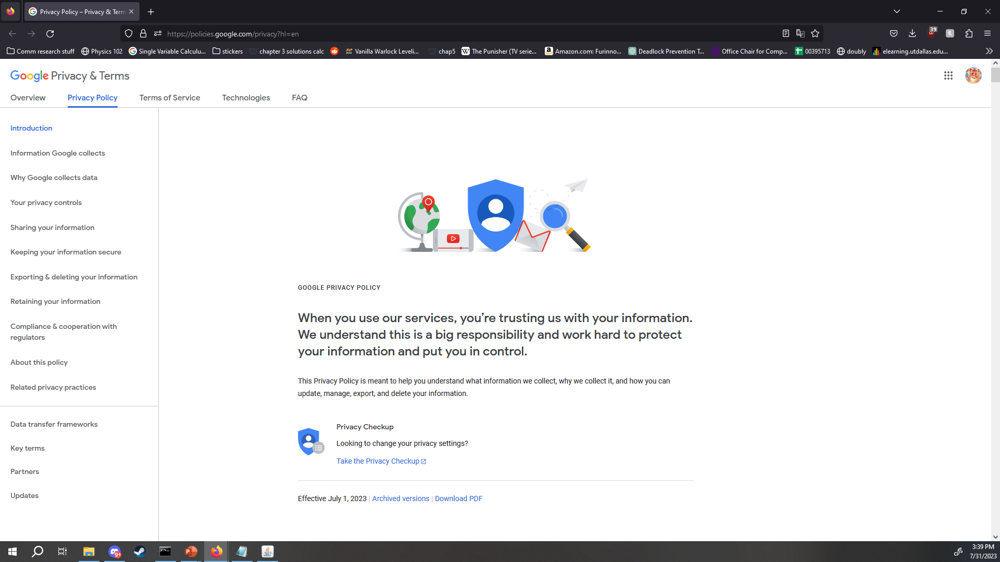 Privacy Policy – Privacy & Term
https://policies.google.com/privacy?hl=en
39
Comm research stuff
Physics 102
Single Variable Calculu...
stickers
chapter 3 solutions calc
Vanilla Warlock Leveli...
chap5
The Punisher (TV serie...
Amazon.com: Furinno...
Deadlock Prevention T...
Office Chair for Comp...
00395713
doubly
elearning.utdallas.edu...
Google Privacy & Terms
Overview
Privacy Policy
Terms of Service
Technologies
FAQ
Introduction
Information Google collects
Why Google collects data
Your privacy controls
Sharing your information
Keeping your information secure
Exporting & deleting your information
Retaining your information
Compliance & cooperation with
regulators
About this policy
Related privacy practices
Data transfer frameworks
Key terms
Partners
Updates
GOOGLE PRIVACY POLICY
When you use our services, you’re trusting us with your information.
We understand this is a big responsibility and work hard to protect
your information and put you in control.
This Privacy Policy is meant to help you understand what information we collect, why we collect it, and how you can
update, manage, export, and delete your information.
Privacy Checkup
Looking to change your privacy settings?
Take the Privacy Checkup
Effective July 1, 2023 | Archived versions | Download PDF
9+
3:39 PM
7/31/2023